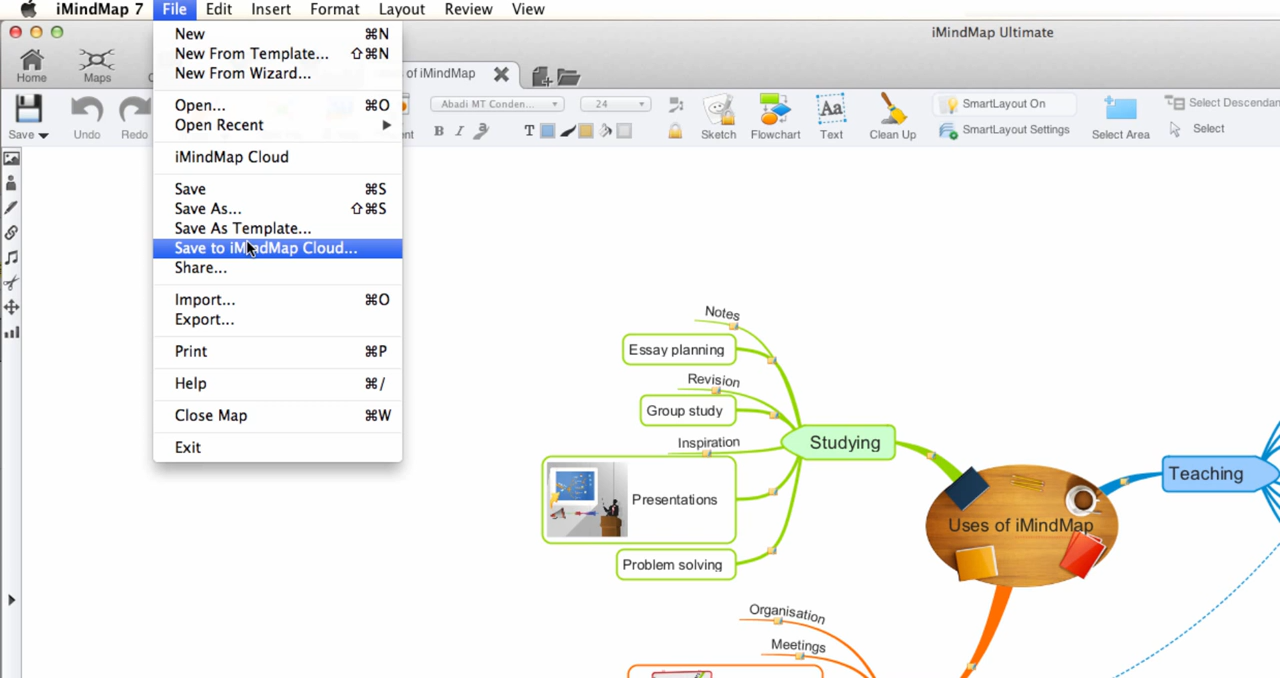 iMindMap 7 File Edit Insert Format Layout Review View
iMindMap Ultimate
New ⌘N
New From Template... ⇧⌘N
New From Wizard...
Open... ⌘O
Open Recent
iMindMap Cloud
Save ⌘S
Save As... ⇧⌘S
Save As Template...
Save to iMindMap Cloud...
Share...
Import... ⌘O
Export...
Print ⌘P
Help ⌘/
Close Map ⌘W
Exit
Home
Maps
of iMindMap
Save
Undo
Redo
Abadi MT Conden...
24
B I
T
Sketch
Flowchart
Aa
Text
Clean Up
SmartLayout On
SmartLayout Settings
Select Area
Select Descendan
Select
Notes
Essay planning
Revision
Group study
Inspiration
Presentations
Problem solving
Studying
Uses of iMindMap
Teaching
Organisation
Meetings